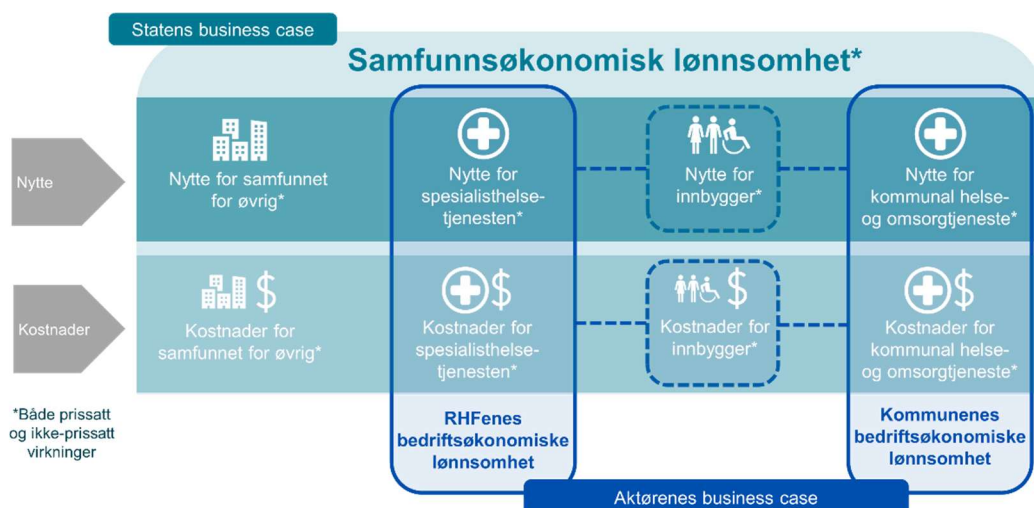 Statens business case
Samfunnsøkonomisk lønnsomhet*
Nytte
Nytte for samfunnet
for øvrig*
Nytte for
spesialisthelse-
tjenesten*
Nytte for
innbygger*
Nytte for
kommunal helse-
og omsorgtjeneste*
Kostnader
$
Kostnader for
samfunnet for øvrig*
$
Kostnader for
spesialisthelse-
tjenesten*
$
Kostnader for
innbygger*
$
Kostnader for
kommunal helse-
og omsorgtjeneste*
*Både prissatt
og ikke-prissatt
virkninger
RHFenes
bedriftsøkonomiske
lønnsomhet
Kommunenes
bedriftsøkonomiske
lønnsomhet
Aktørenes business case